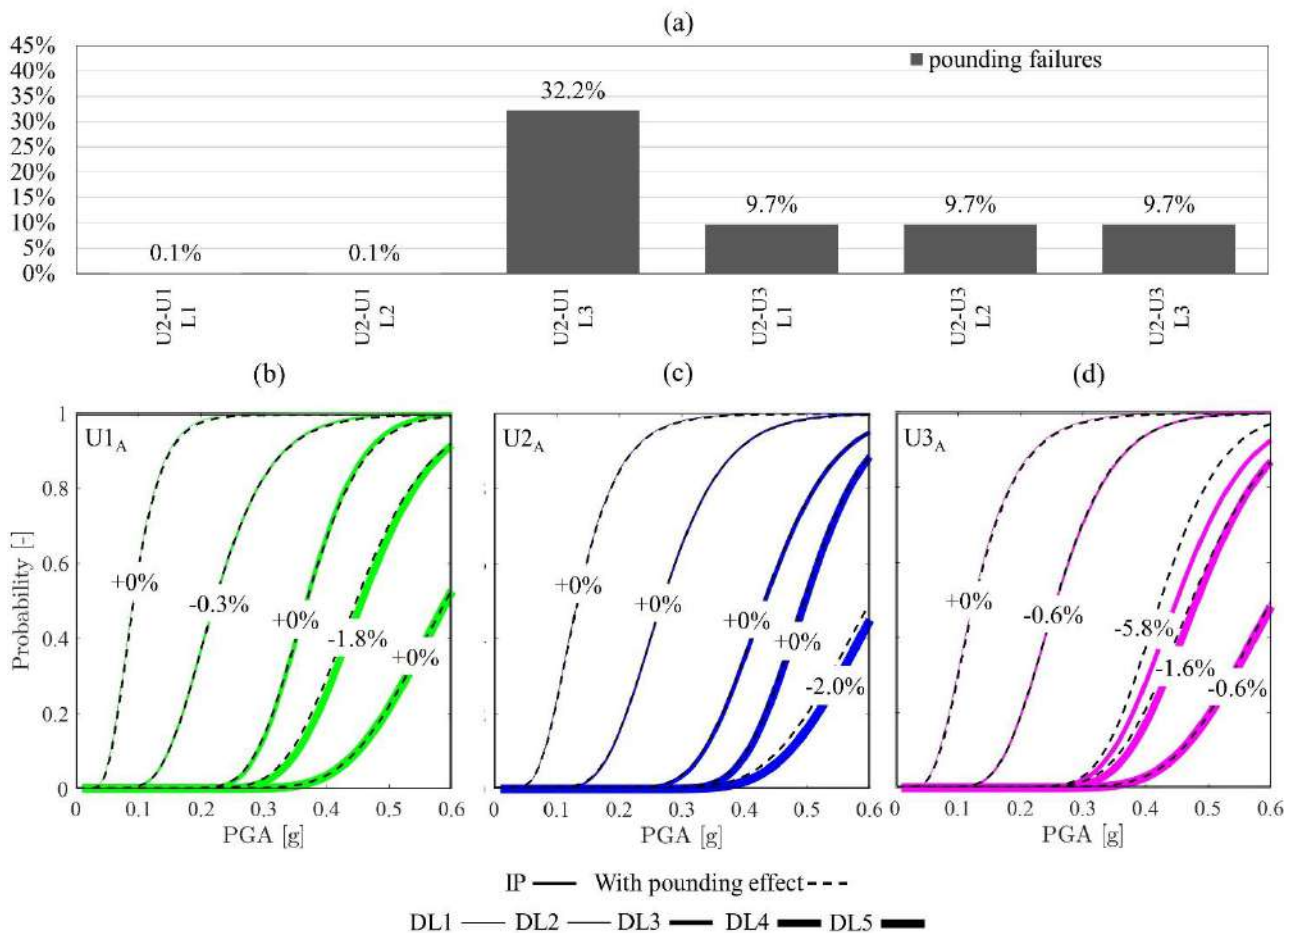 (a)
45%
40%
35%
30%
25%
20%
15%
10%
5%
0%
pounding failures
0.1%
0.1%
32.2%
9.7%
9.7%
9.7%
U2-U1
L1
U2-U1
L2
U2-U1
L3
U2-U3
L1
U2-U3
L2
U2-U3
L3
(b)
(c)
(d)
Probability [-]
1
0.8
0.6
0.4
0.2
0
U1A
+0%
-0.3%
+0%
-1.8%
+0%
0 0.1 0.2 0.3 0.4 0.5 0.6
PGA [g]
U2A
+0%
+0%
+0%
+0%
-2.0%
0 0.1 0.2 0.3 0.4 0.5 0.6
PGA [g]
U3A
+0%
-0.6%
-5.8%
-1.6%
-0.6%
0 0.1 0.2 0.3 0.4 0.5 0.6
PGA [g]
IP With pounding effect
DL1 DL2 DL3 DL4 DL5